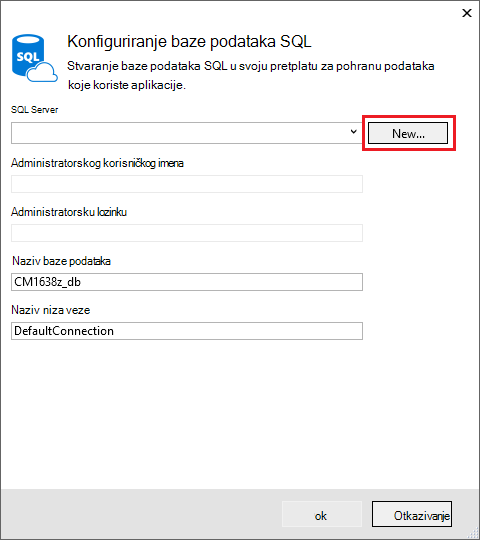 SQL
Konfiguriranje baze podataka SQL
Stvaranje baze podataka SQL u svoju pretplatu za pohranu podataka
koje koriste aplikacije.
SQL Server
New...
Administratorskog korisničkog imena
Administratorsku lozinku
Naziv baze podataka
CM1638z_db
Naziv niza veze
DefaultConnection
ok
Otkazivanje